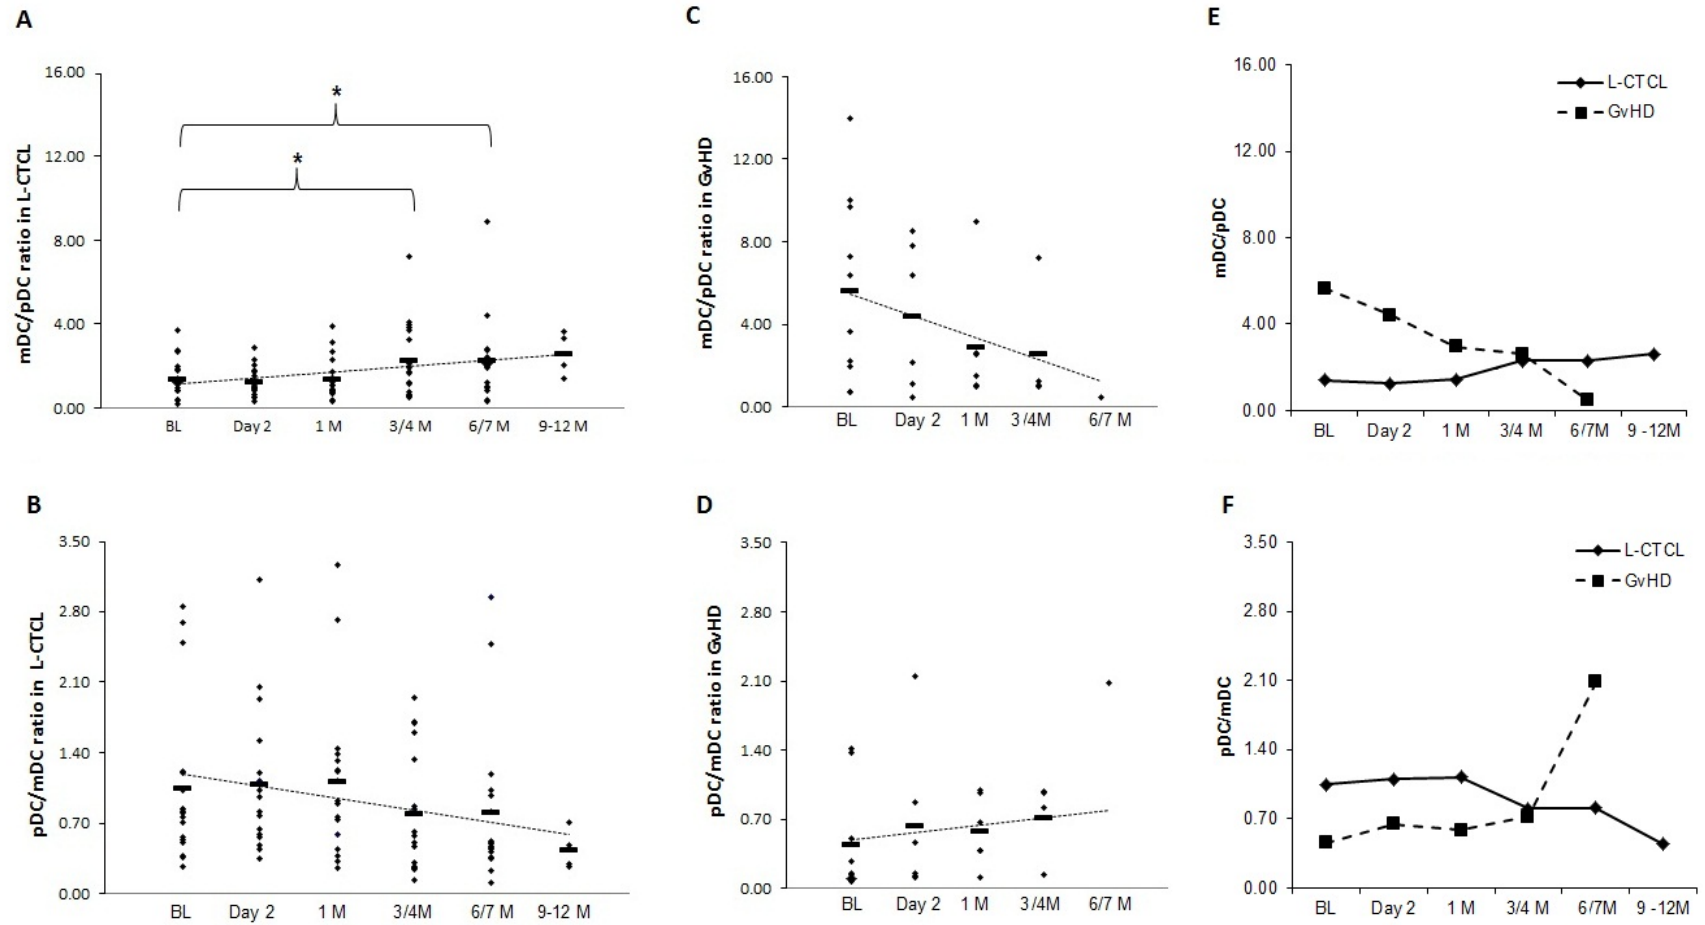 A
mDC/pDC ratio in L-CTCL
16.00
12.00
8.00
4.00
0.00
*
*
BL Day 2 1 M 3/4 M 6/7 M 9-12 M
C
mDC/pDC ratio in GvHD
16.00
12.00
8.00
4.00
0.00
BL Day 2 1 M 3/4M 6/7 M
E
mDC/pDC
16.00
12.00
8.00
4.00
0.00
L-CTCL
GvHD
BL Day 2 1 M 3/4 M 6/7M 9 -12M
B
pDC/mDC ratio in L-CTCL
3.50
2.80
2.10
1.40
0.70
0.00
BL Day 2 1 M 3/4M 6/7 M 9-12 M
D
pDC/mDC ratio in GvHD
3.50
2.80
2.10
1.40
0.70
0.00
BL Day 2 1 M 3/4M 6/7 M
F
pDC/mDC
3.50
2.80
2.10
1.40
0.70
0.00
L-CTCL
GvHD
BL Day 2 1 M 3/4 M 6/7M 9 -12M